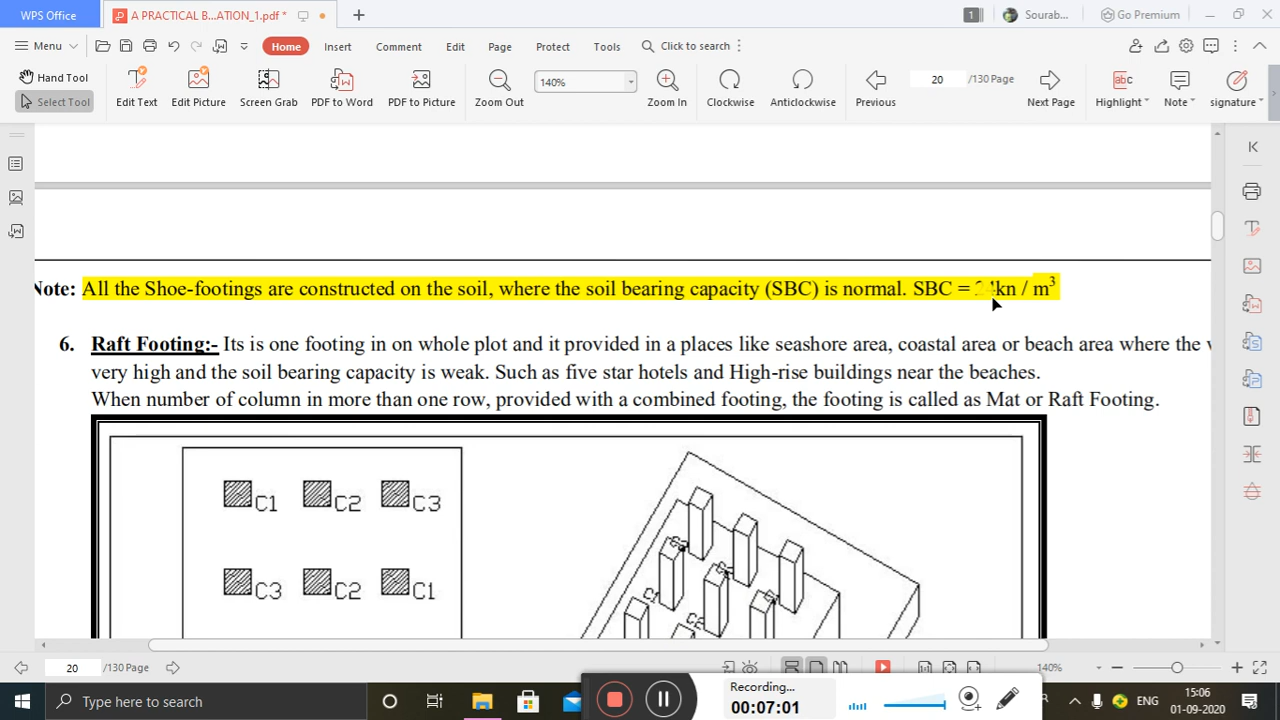 WPS Office
A PRACTICAL B...ATION_1.pdf *
1
Sourab...
Go Premium
Menu
Home
Insert
Comment
Edit
Page
Protect
Tools
Click to search
Hand Tool
Select Tool
Edit Text
Edit Picture
Screen Grab
PDF to Word
PDF to Picture
Zoom Out
140%
Zoom In
Clockwise
Anticlockwise
Previous
20 /130 Page
Next Page
Highlight
Note
signature
Note: All the Shoe-footings are constructed on the soil, where the soil bearing capacity (SBC) is normal. SBC = 24kn / m³
6. Raft Footing:- Its is one footing in on whole plot and it provided in a places like seashore area, coastal area or beach area where the
very high and the soil bearing capacity is weak. Such as five star hotels and High-rise buildings near the beaches.
When number of column in more than one row, provided with a combined footing, the footing is called as Mat or Raft Footing.
C1 C2 C3
C3 C2 C1
20 /130 Page
140%
Type here to search
Recording...
00:07:01
ENG
15:06
01-09-2020